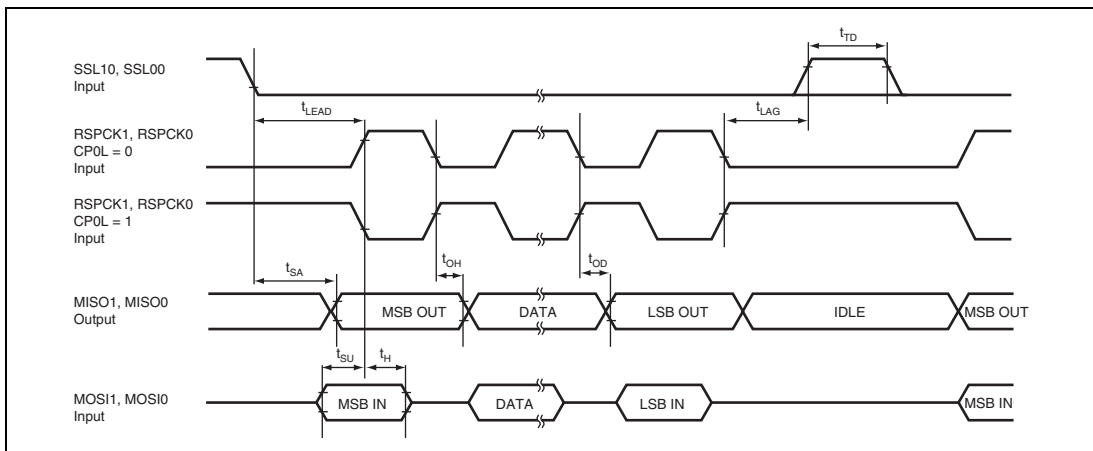 SSL10, SSL00
Input
tTD
tLEAD
tLAG
RSPCK1, RSPCK0
CP0L = 0
Input
RSPCK1, RSPCK0
CP0L = 1
Input
tSA
tOH
tOD
MISO1, MISO0
Output
MSB OUT
DATA
LSB OUT
IDLE
MSB OUT
tSU
tH
MOSI1, MOSI0
Input
MSB IN
DATA
LSB IN
MSB IN